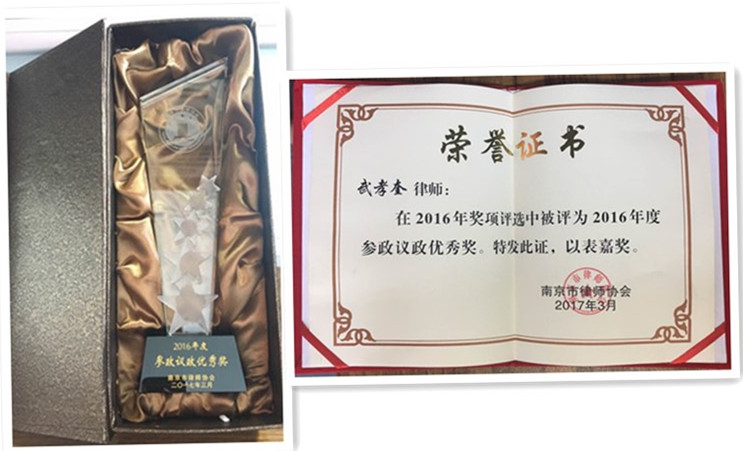 2016年度
参政议政优秀奖
南京市律师协会
二〇一七年三月
荣誉证书
武孝奎 律师：
在2016年奖项评选中被评为2016年度
参政议政优秀奖。特发此证，以表嘉奖。
南京市律师协会
2017年3月